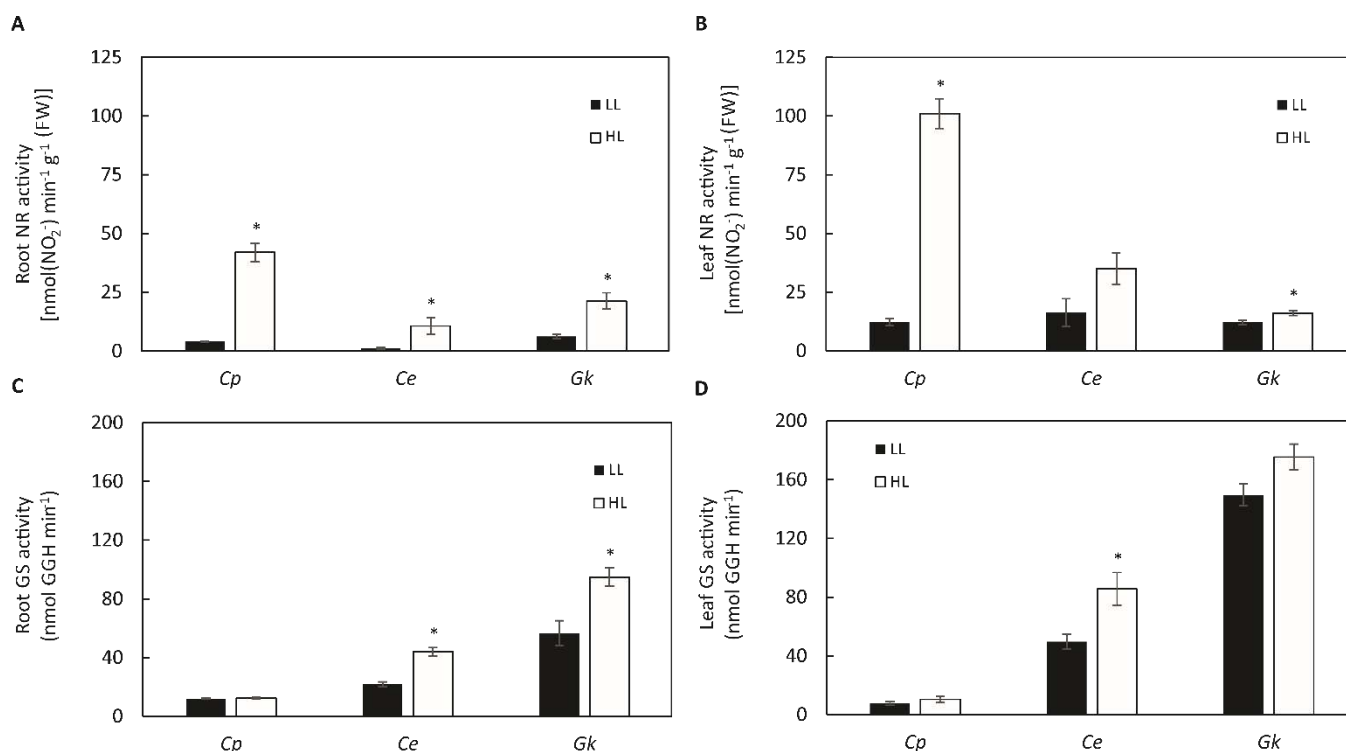 A
Root NR activity
[nmol(NO₂⁻) min⁻¹ g⁻¹ (FW)]
125
100
75
50
25
0
LL
HL
*
*
*
Cp
Ce
Gk
B
Leaf NR activity
[nmol(NO₂⁻) min⁻¹ g⁻¹ (FW)]
125
100
75
50
25
0
LL
HL
*
*
Cp
Ce
Gk
C
Root GS activity
(nmol GGH min⁻¹)
200
160
120
80
40
0
LL
HL
*
*
Cp
Ce
Gk
D
Leaf GS activity
(nmol GGH min⁻¹)
200
160
120
80
40
0
LL
HL
*
Cp
Ce
Gk